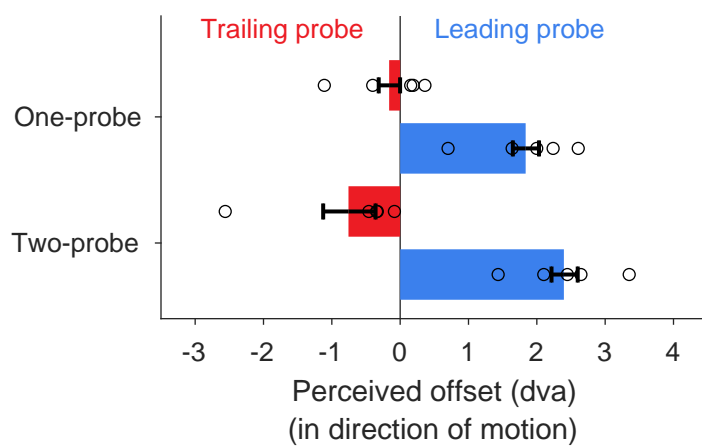 Trailing probe Leading probe
One-probe
Two-probe
-3 -2 -1 0 1 2 3 4
Perceived offset (dva)
(in direction of motion)